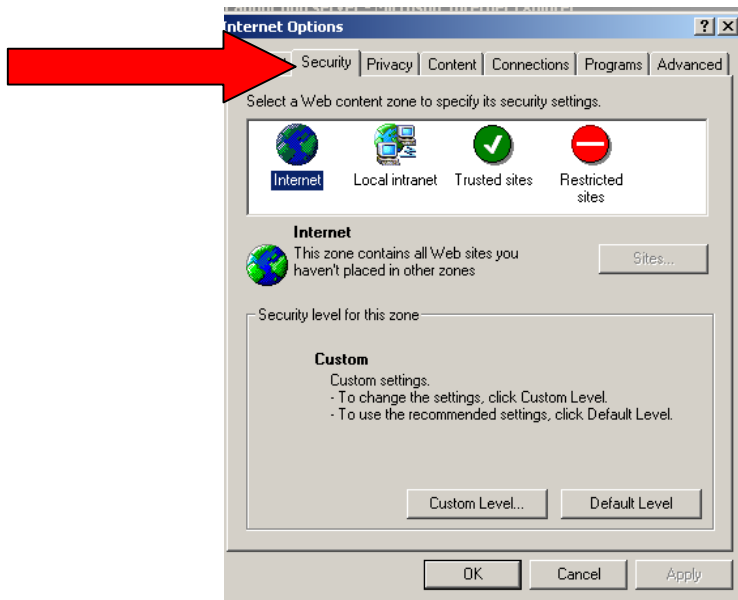 Internet Options
Security Privacy Content Connections Programs Advanced
Select a Web content zone to specify its security settings.
Internet Local intranet Trusted sites Restricted
sites
Internet
This zone contains all Web sites you
haven't placed in other zones
Sites...
Security level for this zone
Custom
Custom settings.
- To change the settings, click Custom Level.
- To use the recommended settings, click Default Level.
Custom Level... Default Level
OK Cancel Apply